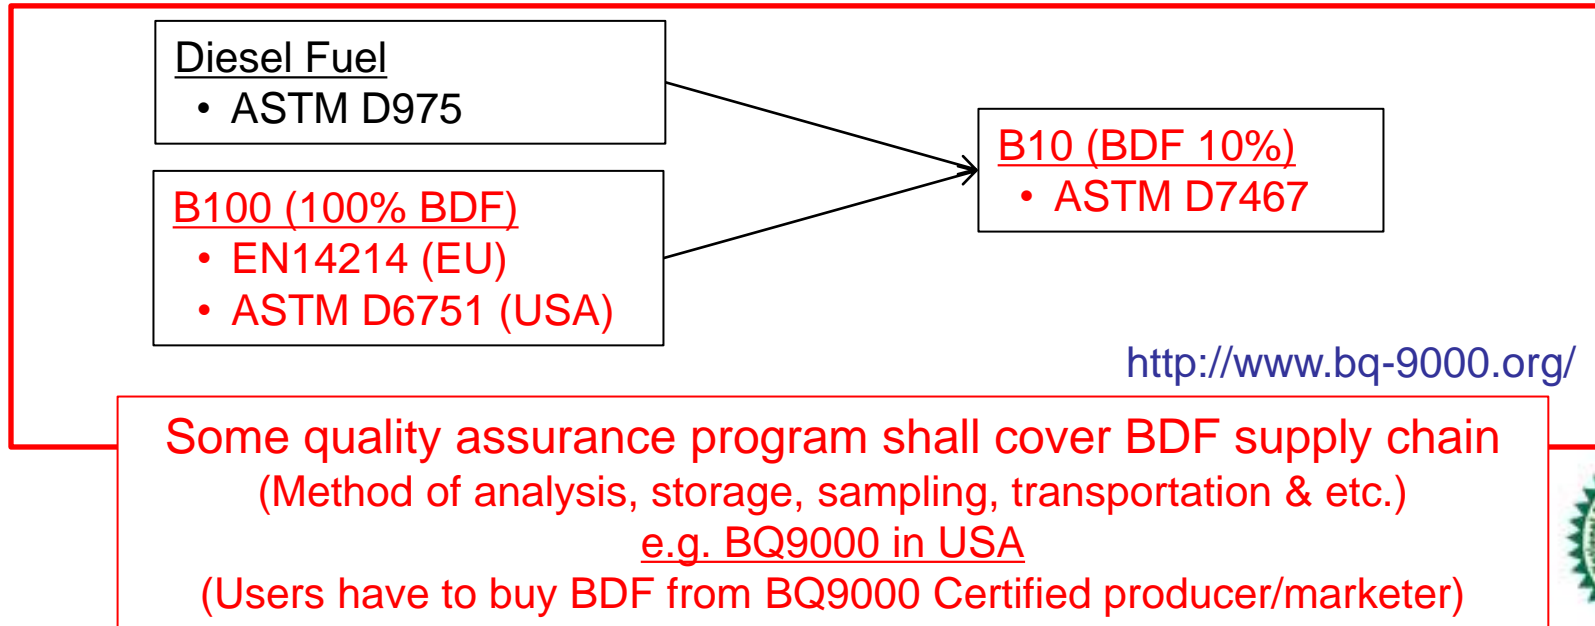 Diesel Fuel
• ASTM D975
B100 (100% BDF)
• EN14214 (EU)
• ASTM D6751 (USA)
B10 (BDF 10%)
• ASTM D7467
http://www.bq-9000.org/
Some quality assurance program shall cover BDF supply chain
(Method of analysis, storage, sampling, transportation & etc.)
e.g. BQ9000 in USA
(Users have to buy BDF from BQ9000 Certified producer/marketer)